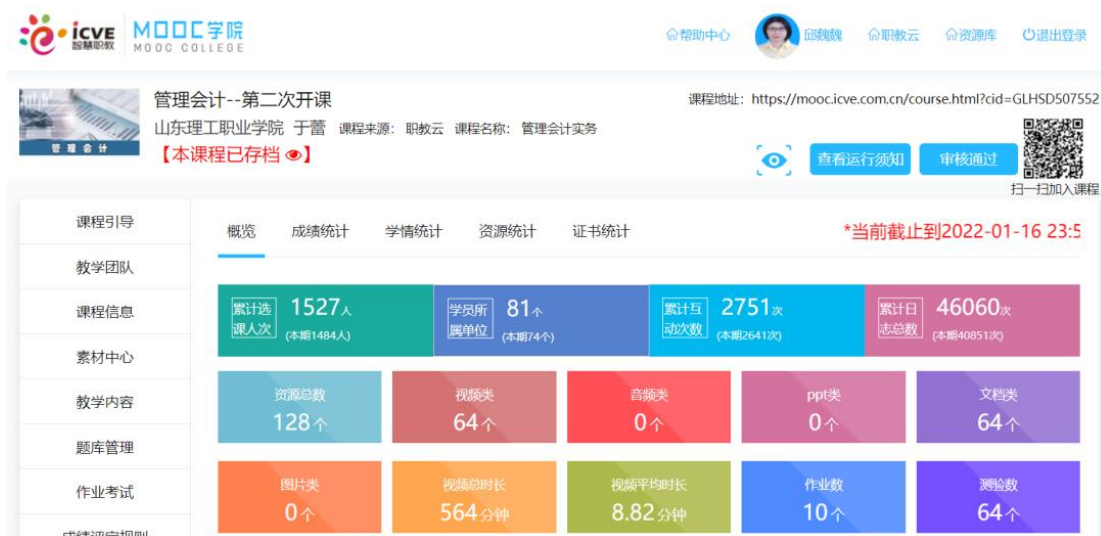 icve 智慧职教 MOOC学院 MOOC COLLEGE
帮助中心 邱魏魏 职教云 资源库 退出登录
管理会计--第二次开课
课程地址: https://mooc.icve.com.cn/course.html?cid=GLHSD507552
山东理工职业学院 于蕾 课程来源: 职教云 课程名称: 管理会计实务
管理会计
【本课程已存档】
查看运行须知 审核通过
扫一扫加入课程
课程引导
教学团队
课程信息
素材中心
教学内容
题库管理
作业考试
成绩评定规则
概览 成绩统计 学情统计 资源统计 证书统计
*当前截止到2022-01-16 23:5
累计选课人次 1527人 (本期1484人)
学员所属单位 81个 (本期74个)
累计互动次数 2751次 (本期2641次)
累计日志总数 46060次 (本期40851次)
资源总数 128个
视频类 64个
音频类 0个
ppt类 0个
文档类 64个
图片类 0个
视频总时长 564分钟
视频平均时长 8.82分钟
作业数 10个
测验数 64个